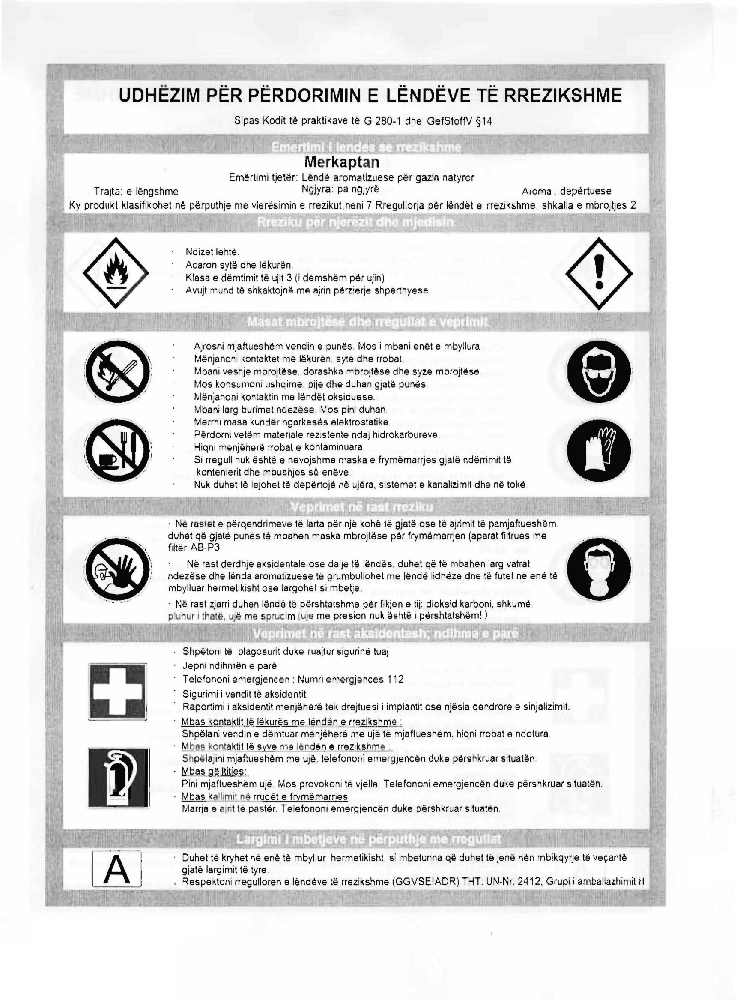 UDHËZIM PËR PËRDORIMIN E LËNDËVE TË RREZIKSHME
Sipas Kodit të praktikave të G 280-1 dhe GefStoffV §14
Emertimi i lendes se rrezikshme
Merkaptan
Emërtimi tjetër: Lëndë aromatizuese për gazin natyror
Trajta: e lëngshme Ngjyra: pa ngjyrë Aroma : depërtuese
Ky produkt klasifikohet në përputhje me vlerësimin e rrezikut,neni 7 Rregullorja për lëndët e rrezikshme, shkalla e mbrojtjes 2
Rreziku për njerëzit dhe mjedisin
· Ndizet lehtë.
· Acaron sytë dhe lëkurën.
· Klasa e dëmtimit të ujit 3 (i dëmshëm për ujin)
· Avujt mund të shkaktojnë me ajrin përzierje shpërthyese.
Masat mbrojtëse dhe rregullat e veprimit
· Ajrosni mjaftueshëm vendin e punës. Mos i mbani enët e mbyllura
· Mënjanoni kontaktet me lëkurën, sytë dhe rrobat
· Mbani veshje mbrojtëse, dorashka mbrojtëse dhe syze mbrojtëse.
· Mos konsumoni ushqime, pije dhe duhan gjatë punës
· Mënjanoni kontaktin me lëndët oksiduese.
· Mbani larg burimet ndezëse. Mos pini duhan.
· Merrni masa kundër ngarkesës elektrostatike.
· Përdorni vetëm materiale rezistente ndaj hidrokarbureve.
· Hiqni menjëherë rrobat e kontaminuara
· Si rregull nuk është e nevojshme maska e frymëmarrjes gjatë ndërrimit të
kontenierit dhe mbushjes së enëve.
· Nuk duhet të lejohet të depërtojë në ujëra, sistemet e kanalizimit dhe në tokë.
Veprimet në rast rreziku
· Në rastet e përqendrimeve të larta për një kohë të gjatë ose të ajrimit të pamjaftueshëm,
duhet që gjatë punës të mbahen maska mbrojtëse për frymëmarrjen (aparat filtrues me
filtër AB-P3
· Në rast derdhje aksidentale ose dalje të lëndës, duhet që të mbahen larg vatrat
ndezëse dhe lënda aromatizuese të grumbullohet me lëndë lidhëze dhe të futet në enë të
mbylluar hermetikisht ose largohet si mbetje.
· Në rast zjarri duhen lëndë të përshtatshme për fikjen e tij: dioksid karboni, shkumë,
pluhur i thatë, ujë me sprucim (uje me presion nuk është i përshtatshëm! )
Veprimet në rast aksidentesh; ndihma e parë
· Shpëtoni të plagosurit duke ruajtur sigurinë tuaj.
· Jepni ndihmën e parë
· Telefononi emergjencen ; Numri emergjences 112
· Sigurimi i vendit të aksidentit.
· Raportimi i aksidentit menjëherë tek drejtuesi i impiantit ose njësia qendrore e sinjalizimit.
· Mbas kontaktit të lëkurës me lëndën e rrezikshme :
Shpëlani vendin e dëmtuar menjëherë me ujë të mjaftueshëm, hiqni rrobat e ndotura.
· Mbas kontaktit të syve me lëndën e rrezikshme .
Shpëlajini mjaftueshëm me ujë, telefononi emergjencën duke përshkruar situatën,
· Mbas gëlltitjes:
Pini mjaftueshëm ujë. Mos provokoni të vjella. Telefononi emergjencën duke përshkruar situatën.
· Mbas kalimit në rrugët e frymëmarrjes
Marrja e ajrit të pastër. Telefononi emergjencën duke përshkruar situatën.
Largimi i mbetjeve në përputhje me rregullat
A
· Duhet të kryhet në enë të mbyllur hermetikisht, si mbeturina që duhet të jenë nën mbikqyrje të veçantë
gjatë largimit të tyre.
. Respektoni rregulloren e lëndëve të rrezikshme (GGVSEIADR) THT: UN-Nr. 2412, Grupi i amballazhimit II